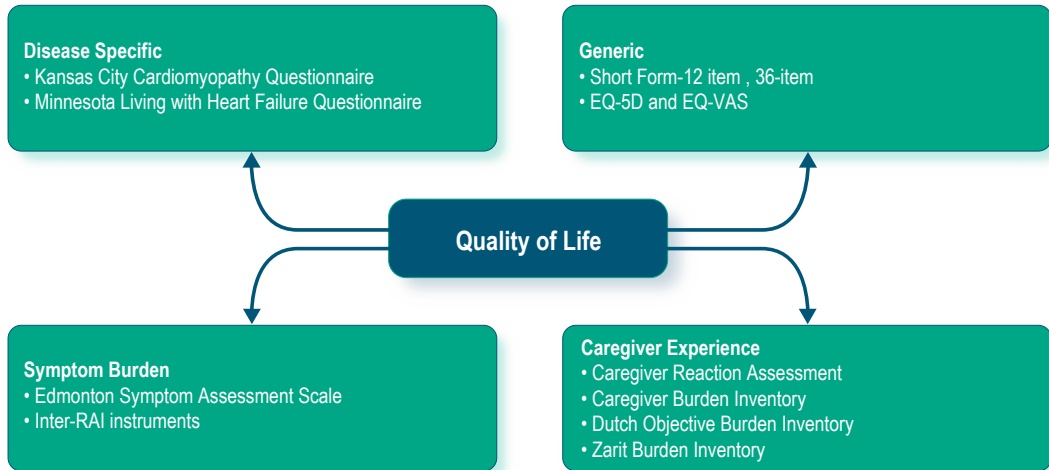 Disease Specific
• Kansas City Cardiomyopathy Questionnaire
• Minnesota Living with Heart Failure Questionnaire
Generic
• Short Form-12 item , 36-item
• EQ-5D and EQ-VAS
Quality of Life
Symptom Burden
• Edmonton Symptom Assessment Scale
• Inter-RAI instruments
Caregiver Experience
• Caregiver Reaction Assessment
• Caregiver Burden Inventory
• Dutch Objective Burden Inventory
• Zarit Burden Inventory